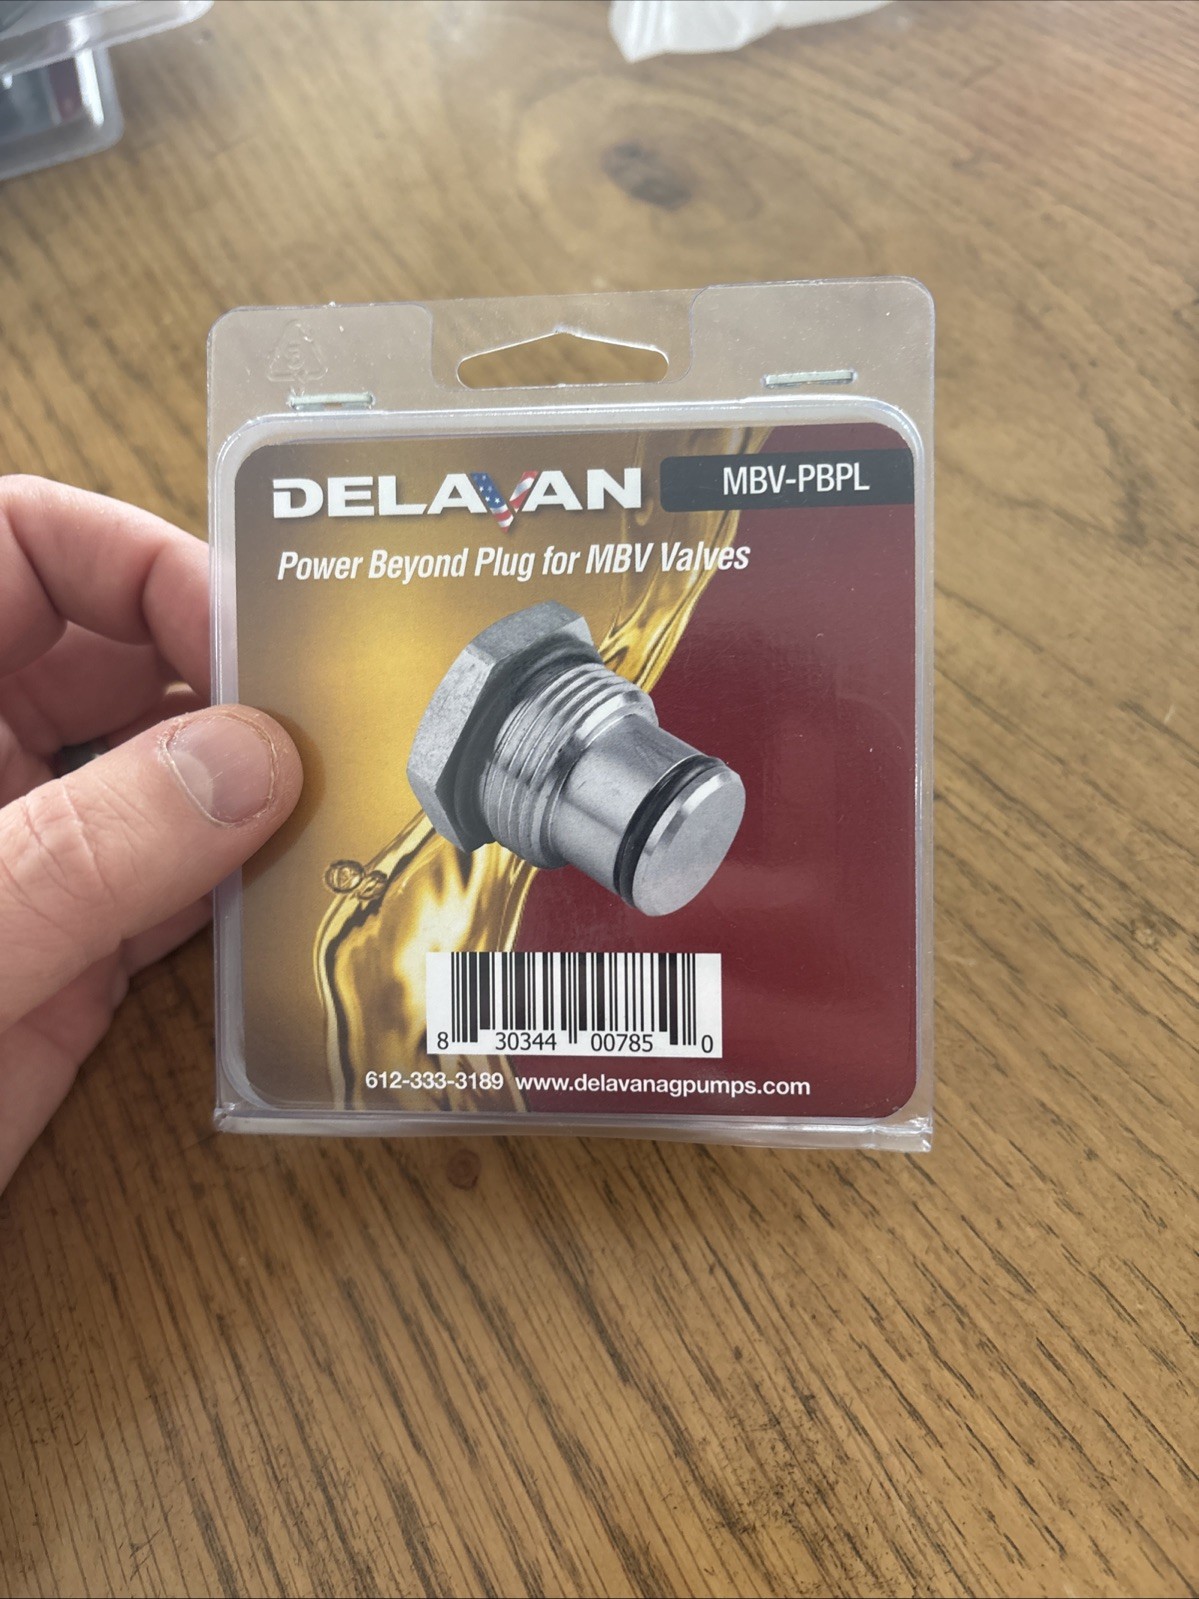 DELAVAN
MBV-PBPL
Power Beyond Plug for MBV Valves
8 30344 00785 0
612-333-3189 www.delavanagpumps.com